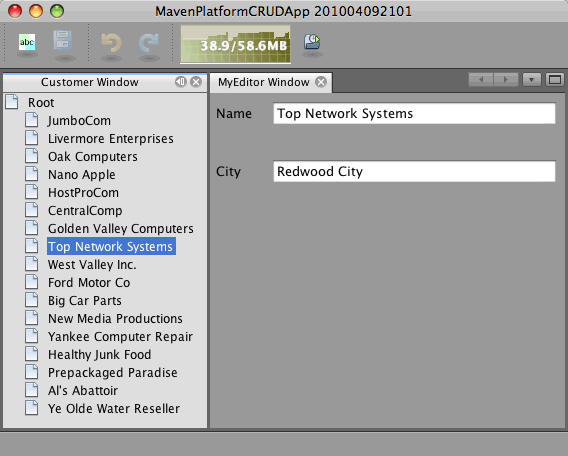 MavenPlatformCRUDApp 201004092101
abc
38.9/58.6MB
Customer Window
MyEditor Window
Root
JumboCom
Livermore Enterprises
Oak Computers
Nano Apple
HostProCom
CentralComp
Golden Valley Computers
Top Network Systems
West Valley Inc.
Ford Motor Co
Big Car Parts
New Media Productions
Yankee Computer Repair
Healthy Junk Food
Prepackaged Paradise
Al's Abattoir
Ye Olde Water Reseller
Name Top Network Systems
City Redwood City